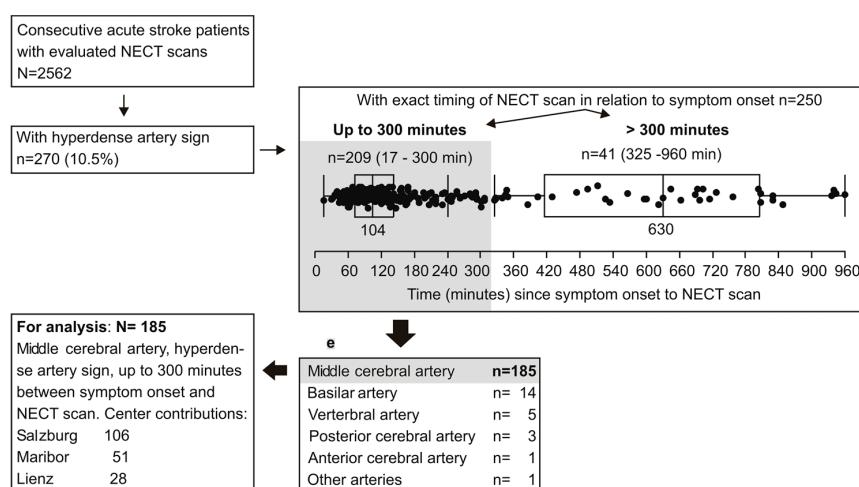 Consecutive acute stroke patients
with evaluated NECT scans
N=2562
With hyperdense artery sign
n=270 (10.5%)
With exact timing of NECT scan in relation to symptom onset n=250
Up to 300 minutes
> 300 minutes
n=209 (17 - 300 min)
n=41 (325 -960 min)
104
630
0 60 120 180 240 300 360 420 480 540 600 660 720 780 840 900 960
Time (minutes) since symptom onset to NECT scan
e
Middle cerebral artery n=185
Basilar artery n= 14
Verterbral artery n= 5
Posterior cerebral artery n= 3
Anterior cerebral artery n= 1
Other arteries n= 1
For analysis: N= 185
Middle cerebral artery, hyperden-
se artery sign, up to 300 minutes
between symptom onset and
NECT scan. Center contributions:
Salzburg 106
Maribor 51
Lienz 28